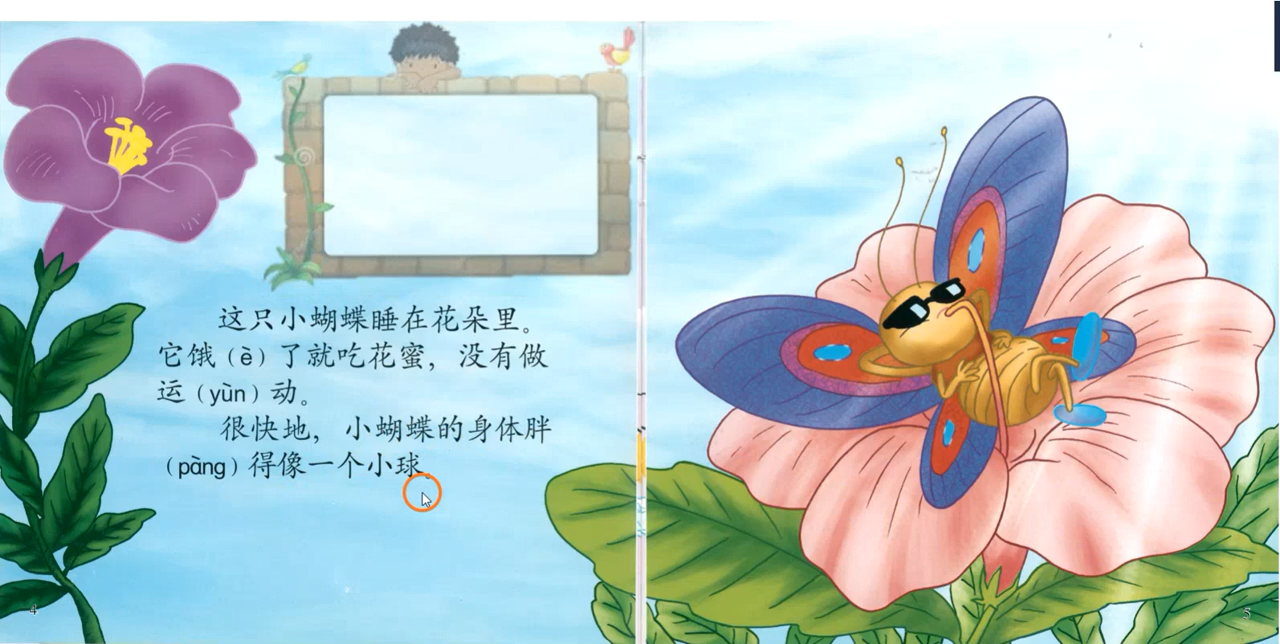 这只小蝴蝶睡在花朵里。
它饿（è）了就吃花蜜，没有做
运（yùn）动。
很快地，小蝴蝶的身体胖
（pàng）得像一个小球。
4
5